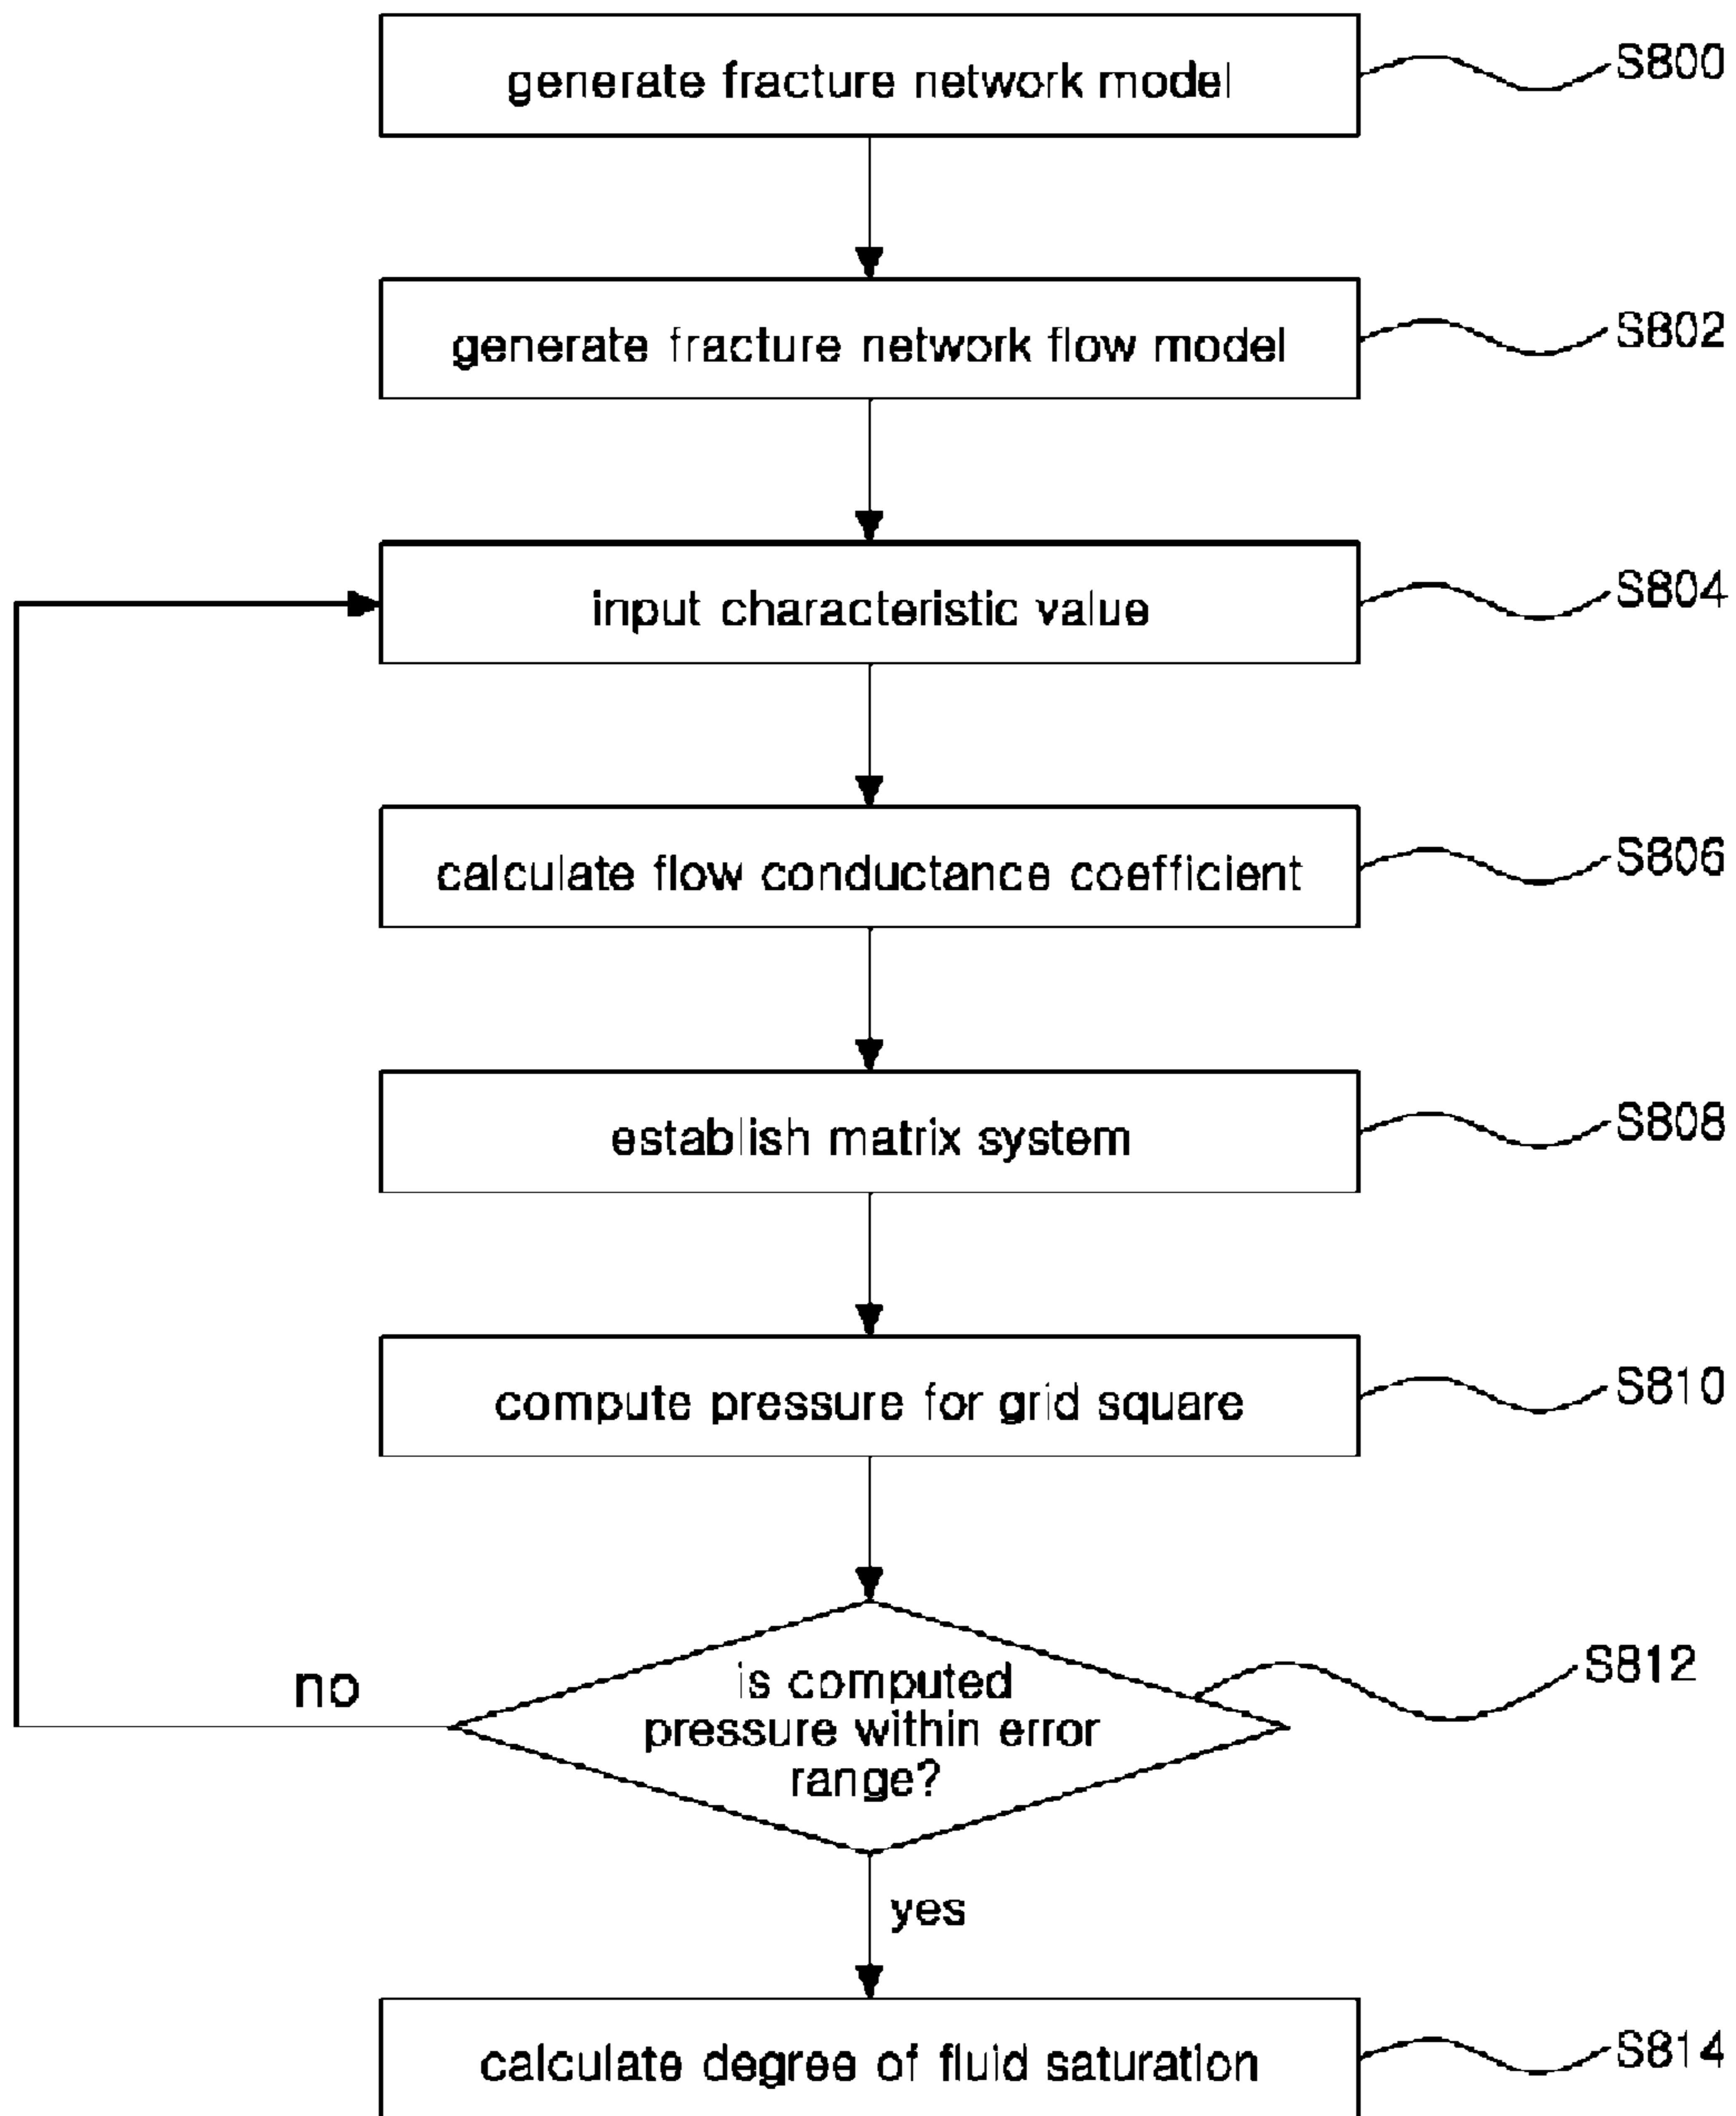 generate fracture network model
S800
generate fracture network flow model
S802
input characteristic value
S804
calculate flow conductance coefficient
S806
establish matrix system
S808
compute pressure for grid square
S810
is computed
pressure within error
range?
S812
no
yes
calculate degree of fluid saturation
S814